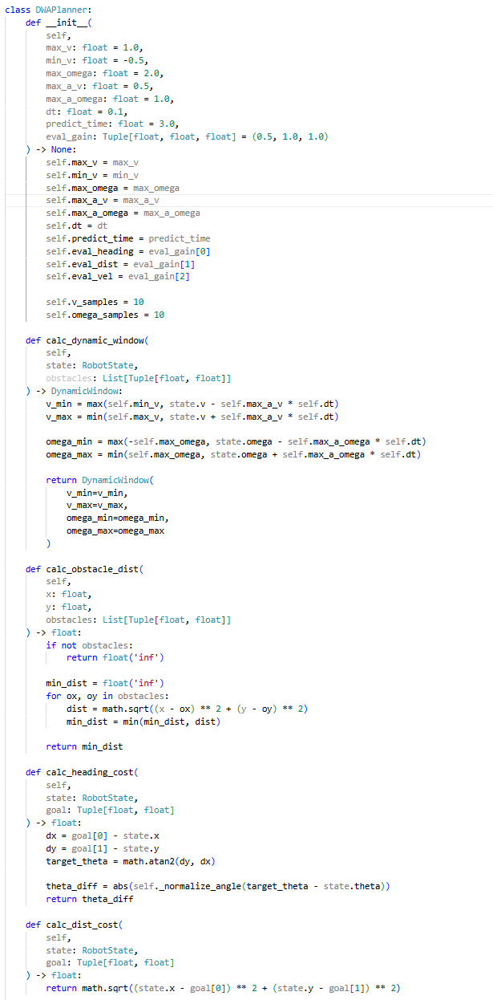 class DWAPlanner:
    def __init__(
        self,
        max_v: float = 1.0,
        min_v: float = -0.5,
        max_omega: float = 2.0,
        max_a_v: float = 0.5,
        max_a_omega: float = 1.0,
        dt: float = 0.1,
        predict_time: float = 3.0,
        eval_gain: Tuple[float, float, float] = (0.5, 1.0, 1.0)
    ) -> None:
        self.max_v = max_v
        self.min_v = min_v
        self.max_omega = max_omega
        self.max_a_v = max_a_v
        self.max_a_omega = max_a_omega
        self.dt = dt
        self.predict_time = predict_time
        self.eval_heading = eval_gain[0]
        self.eval_dist = eval_gain[1]
        self.eval_vel = eval_gain[2]

        self.v_samples = 10
        self.omega_samples = 10

    def calc_dynamic_window(
        self,
        state: RobotState,
        obstacles: List[Tuple[float, float]]
    ) -> DynamicWindow:
        v_min = max(self.min_v, state.v - self.max_a_v * self.dt)
        v_max = min(self.max_v, state.v + self.max_a_v * self.dt)

        omega_min = max(-self.max_omega, state.omega - self.max_a_omega * self.dt)
        omega_max = min(self.max_omega, state.omega + self.max_a_omega * self.dt)

        return DynamicWindow(
            v_min=v_min,
            v_max=v_max,
            omega_min=omega_min,
            omega_max=omega_max
        )

    def calc_obstacle_dist(
        self,
        x: float,
        y: float,
        obstacles: List[Tuple[float, float]]
    ) -> float:
        if not obstacles:
            return float('inf')

        min_dist = float('inf')
        for ox, oy in obstacles:
            dist = math.sqrt((x - ox) ** 2 + (y - oy) ** 2)
            min_dist = min(min_dist, dist)

        return min_dist

    def calc_heading_cost(
        self,
        state: RobotState,
        goal: Tuple[float, float]
    ) -> float:
        dx = goal[0] - state.x
        dy = goal[1] - state.y
        target_theta = math.atan2(dy, dx)

        theta_diff = abs(self._normalize_angle(target_theta - state.theta))
        return theta_diff

    def calc_dist_cost(
        self,
        state: RobotState,
        goal: Tuple[float, float]
    ) -> float:
        return math.sqrt((state.x - goal[0]) ** 2 + (state.y - goal[1]) ** 2)